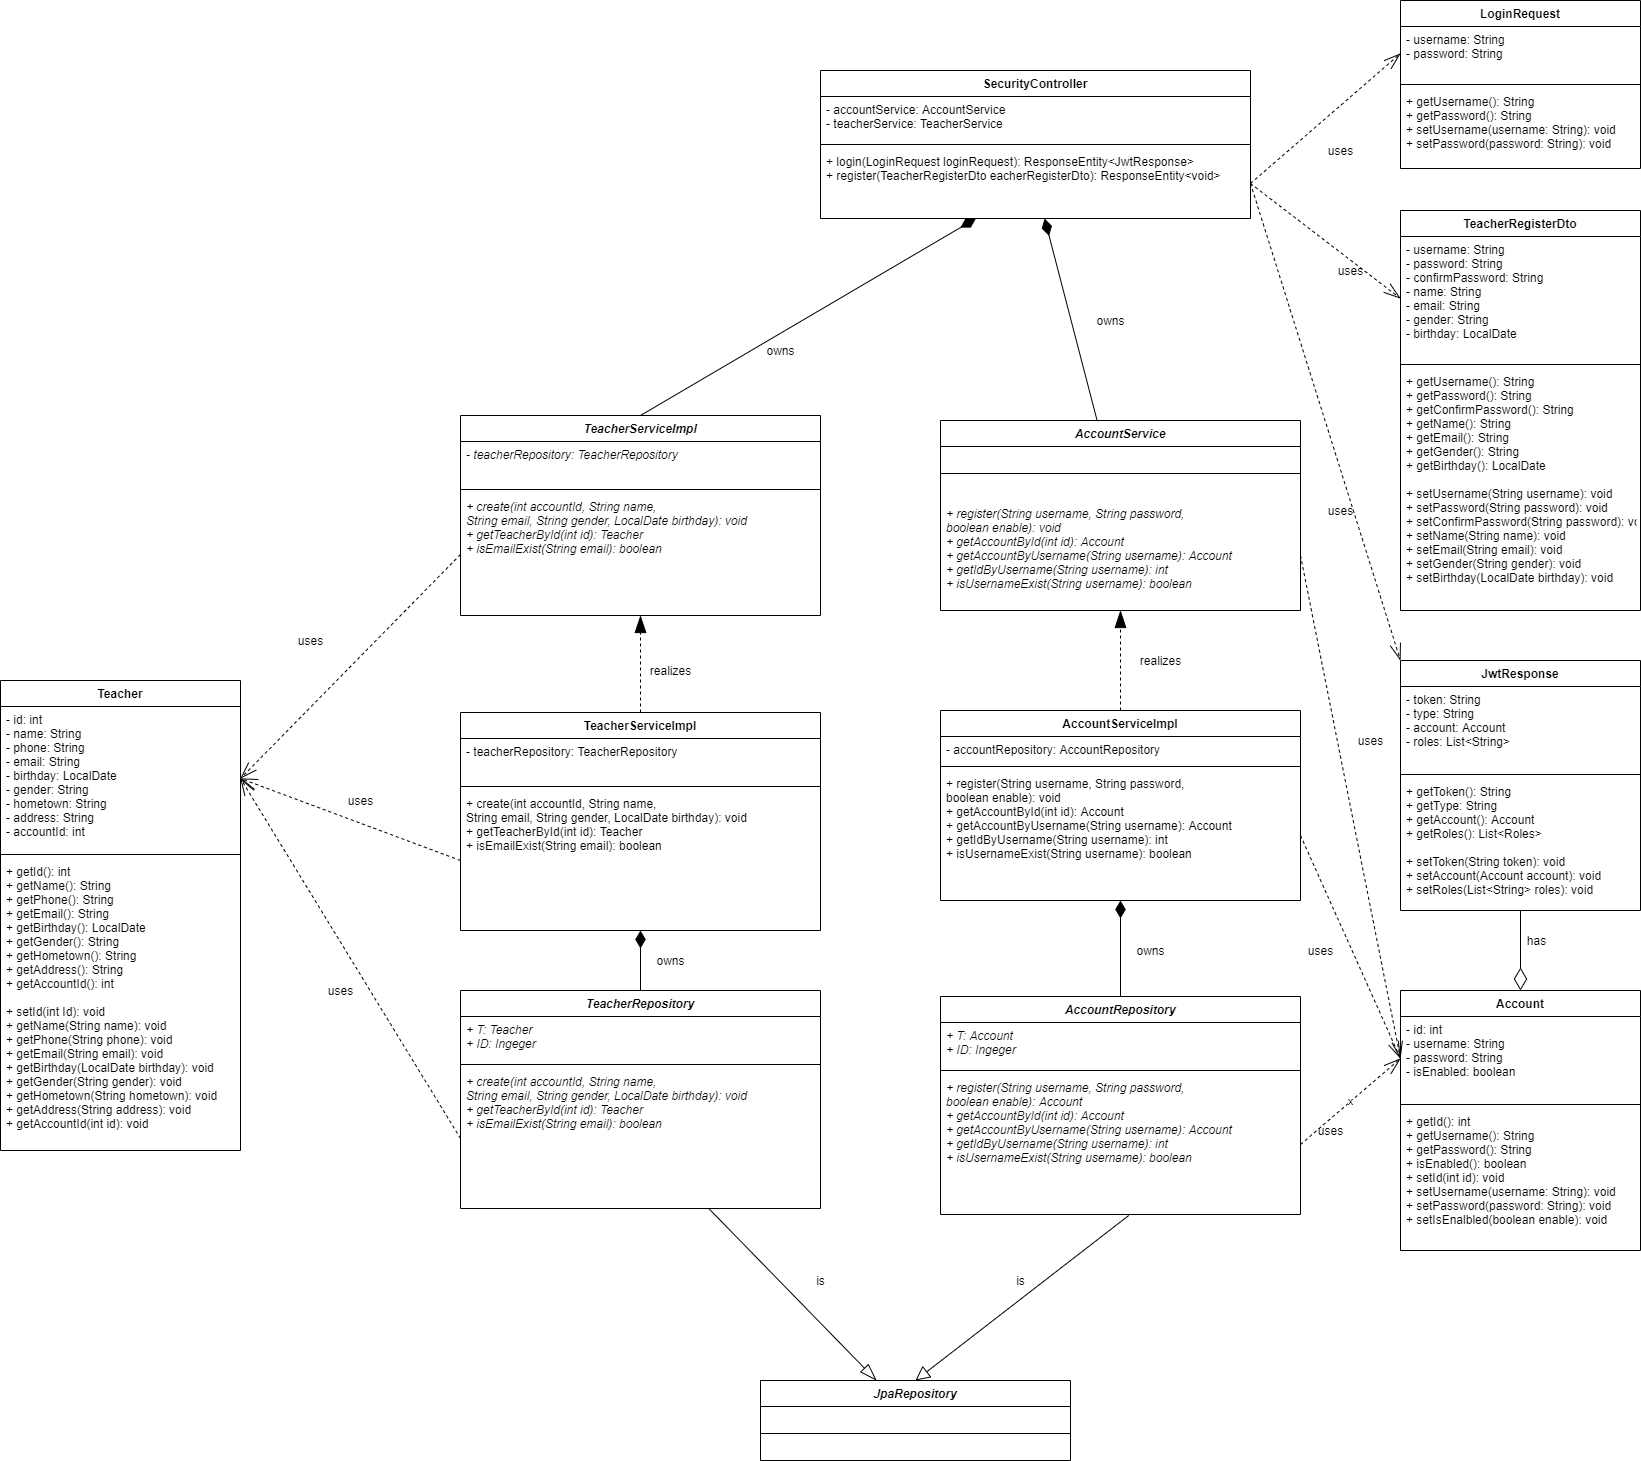 LoginRequest
- username: String
- password: String
+ getUsername(): String
+ getPassword(): String
+ setUsername(username: String): void
+ setPassword(password: String): void
SecurityController
- accountService: AccountService
- teacherService: TeacherService
+ login(LoginRequest loginRequest): ResponseEntity<JwtResponse>
+ register(TeacherRegisterDto eacherRegisterDto): ResponseEntity<void>
uses
TeacherRegisterDto
- username: String
- password: String
- confirmPassword: String
- name: String
- email: String
- gender: String
- birthday: LocalDate
+ getUsername(): String
+ getPassword(): String
+ getConfirmPassword(): String
+ getName(): String
+ getEmail(): String
+ getGender(): String
+ getBirthday(): LocalDate
+ setUsername(String username): void
+ setPassword(String password): void
+ setConfirmPassword(String password): v
+ setName(String name): void
+ setEmail(String email): void
+ setGender(String gender): void
+ setBirthday(LocalDate birthday): void
uses
owns
owns
TeacherServiceImpl
- teacherRepository: TeacherRepository
+ create(int accountId, String name,
String email, String gender, LocalDate birthday): void
+ getTeacherById(int id): Teacher
+ isEmailExist(String email): boolean
AccountService
+ register(String username, String password,
boolean enable): void
+ getAccountById(int id): Account
+ getAccountByUsername(String username): Account
+ getIdByUsername(String username): int
+ isUsernameExist(String username): boolean
uses
uses
realizes
realizes
Teacher
- id: int
- name: String
- phone: String
- email: String
- birthday: LocalDate
- gender: String
- hometown: String
- address: String
- accountId: int
+ getId(): int
+ getName(): String
+ getPhone(): String
+ getEmail(): String
+ getBirthday(): LocalDate
+ getGender(): String
+ getHometown(): String
+ getAddress(): String
+ getAccountId(): int
+ setId(int Id): void
+ getName(String name): void
+ getPhone(String phone): void
+ getEmail(String email): void
+ getBirthday(LocalDate birthday): void
+ getGender(String gender): void
+ getHometown(String hometown): void
+ getAddress(String address): void
+ getAccountId(int id): void
uses
TeacherServiceImpl
- teacherRepository: TeacherRepository
+ create(int accountId, String name,
String email, String gender, LocalDate birthday): void
+ getTeacherById(int id): Teacher
+ isEmailExist(String email): boolean
AccountServiceImpl
- accountRepository: AccountRepository
+ register(String username, String password,
boolean enable): void
+ getAccountById(int id): Account
+ getAccountByUsername(String username): Account
+ getIdByUsername(String username): int
+ isUsernameExist(String username): boolean
uses
JwtResponse
- token: String
- type: String
- account: Account
- roles: List<String>
+ getToken(): String
+ getType(): String
+ getAccount(): Account
+ getRoles(): List<Roles>
+ setToken(String token): void
+ setAccount(Account account): void
+ setRoles(List<String> roles): void
owns
owns
uses
has
uses
TeacherRepository
+ T: Teacher
+ ID: Ingeger
+ create(int accountId, String name,
String email, String gender, LocalDate birthday): void
+ getTeacherById(int id): Teacher
+ isEmailExist(String email): boolean
AccountRepository
+ T: Account
+ ID: Ingeger
+ register(String username, String password,
boolean enable): Account
+ getAccountById(int id): Account
+ getAccountByUsername(String username): Account
+ getIdByUsername(String username): int
+ isUsernameExist(String username): boolean
x
uses
Account
- id: int
- username: String
- password: String
- isEnabled: boolean
+ getId(): int
+ getUsername(): String
+ getPassword(): String
+ isEnabled(): boolean
+ setId(int id): void
+ setUsername(username: String): void
+ setPassword(password: String): void
+ setIsEnalbled(boolean enable): void
is
is
JpaRepository